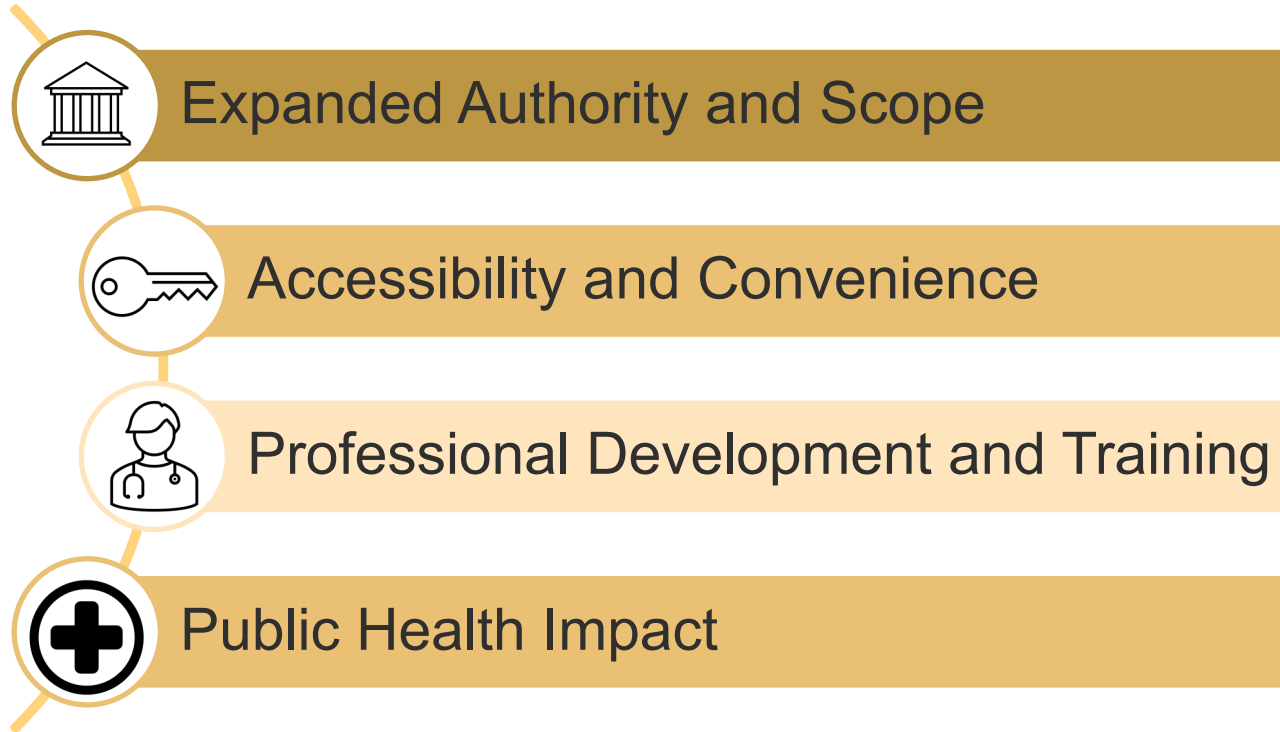 Expanded Authority and Scope
Accessibility and Convenience
Professional Development and Training
Public Health Impact